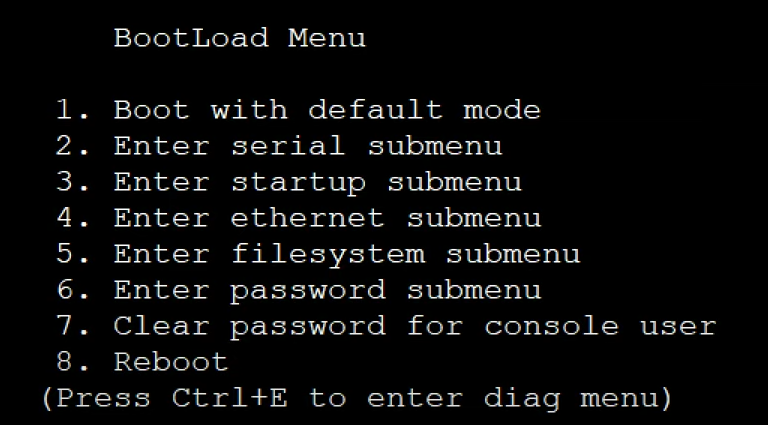 BootLoad Menu
1. Boot with default mode
2. Enter serial submenu
3. Enter startup submenu
4. Enter ethernet submenu
5. Enter filesystem submenu
6. Enter password submenu
7. Clear password for console user
8. Reboot
(Press Ctrl+E to enter diag menu)